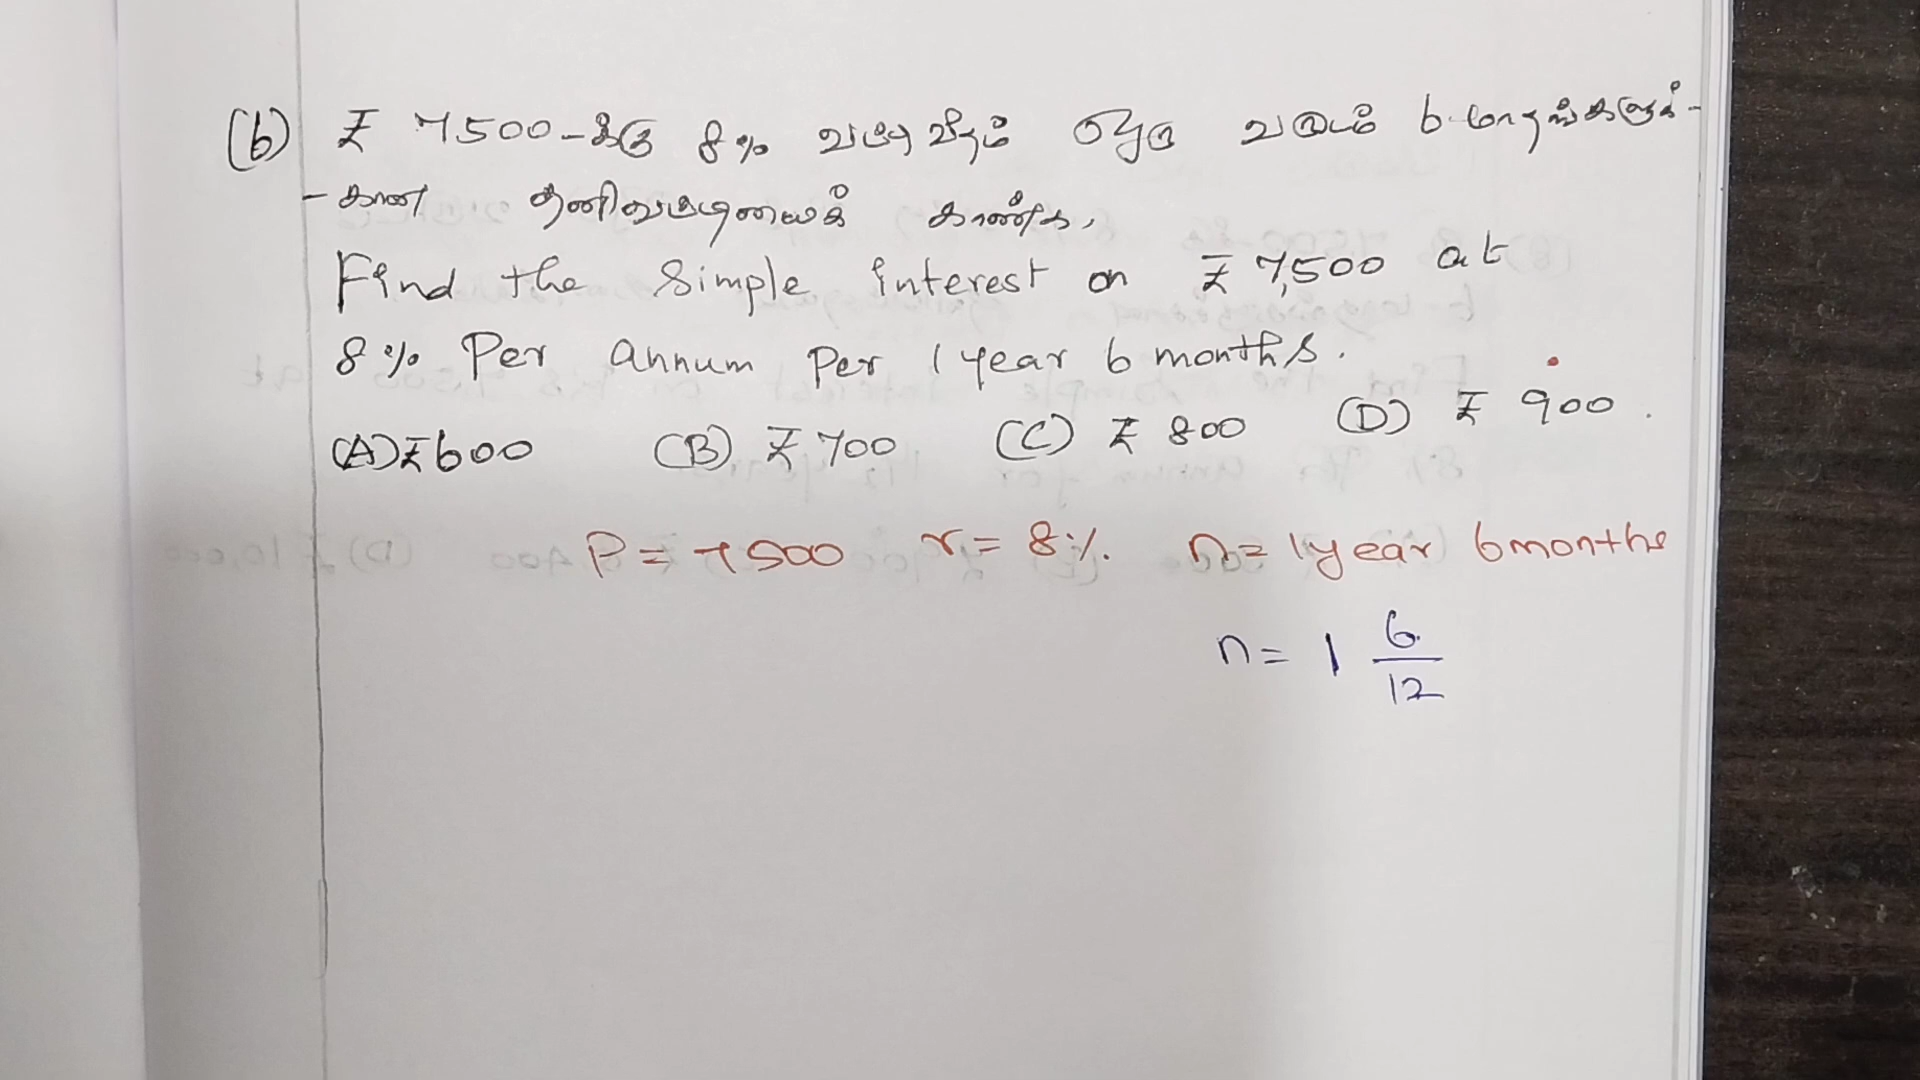 (6) ₹ 7500-க்கு 8% வட்டி வீதம் ஒரு வருடம் 6 மாதங்களுக்-
-கான தனிவட்டியைக் காண்க.
Find the simple interest on ₹ 7,500 at
8% Per annum Per 1 year 6 months.
(A) ₹ 600 (B) ₹ 700 (C) ₹ 800 (D) ₹ 900.
P = 7500 r = 8% n = 1 year 6 months
n = 1 6/12